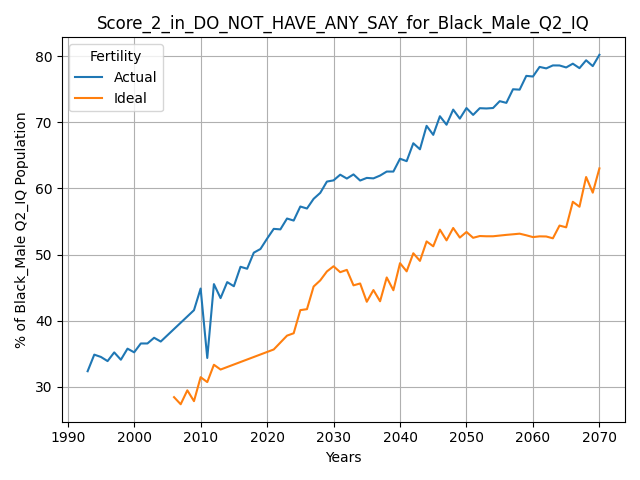 Score_2_in_DO_NOT_HAVE_ANY_SAY_for_Black_Male_Q2_IQ
Fertility
Actual
Ideal
% of Black_Male Q2_IQ Population
80
70
60
50
40
30
1990
2000
2010
2020
2030
2040
2050
2060
2070
Years